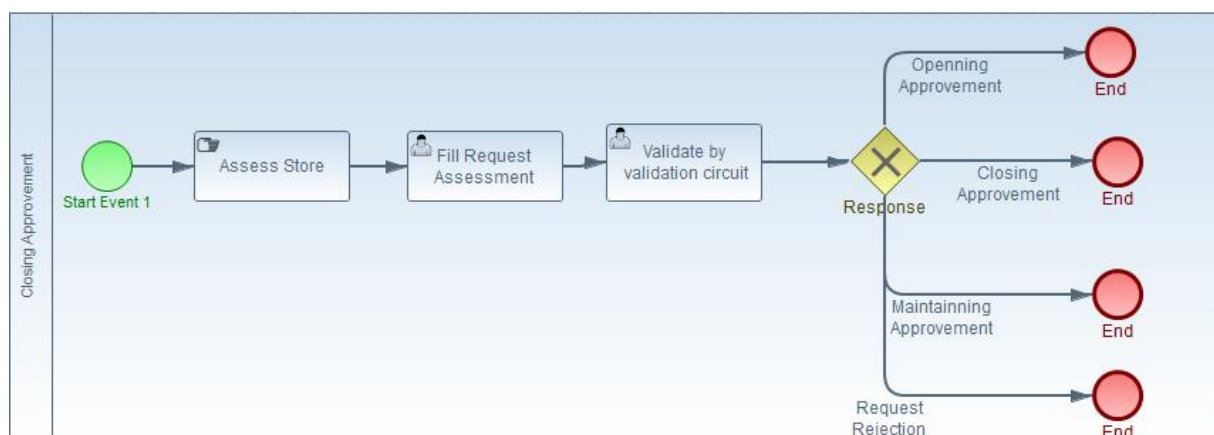 Closing Approvement
Start Event 1
Assess Store
Fill Request
Assessment
Validate by
validation circuit
Response
Openning
Approvement
End
Closing
Approvement
End
Maintainning
Approvement
End
Request
Rejection
End